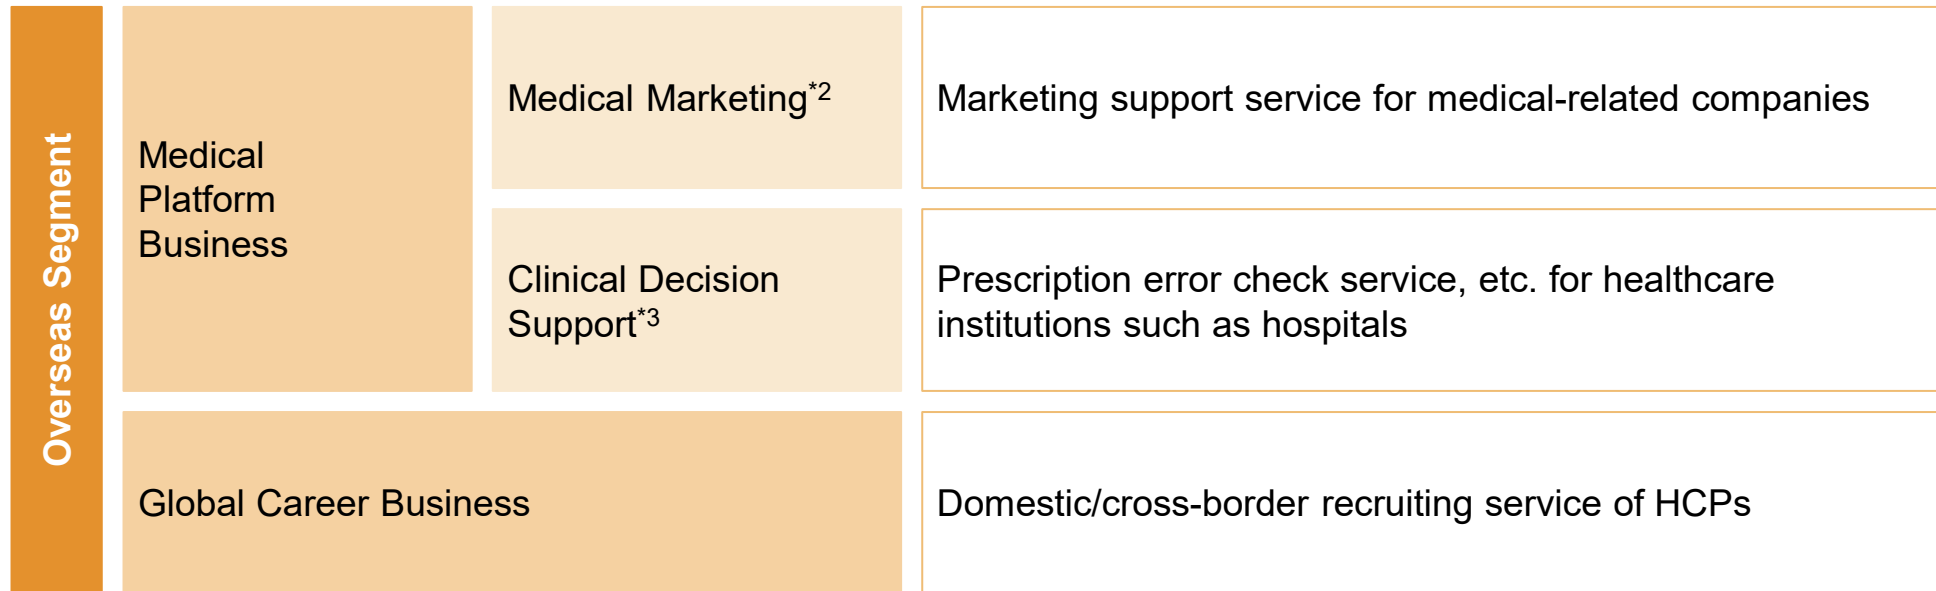 Overseas Segment
Medical
Platform
Business
Medical Marketing*2
Marketing support service for medical-related companies
Clinical Decision
Support*3
Prescription error check service, etc. for healthcare
institutions such as hospitals
Global Career Business
Domestic/cross-border recruiting service of HCPs